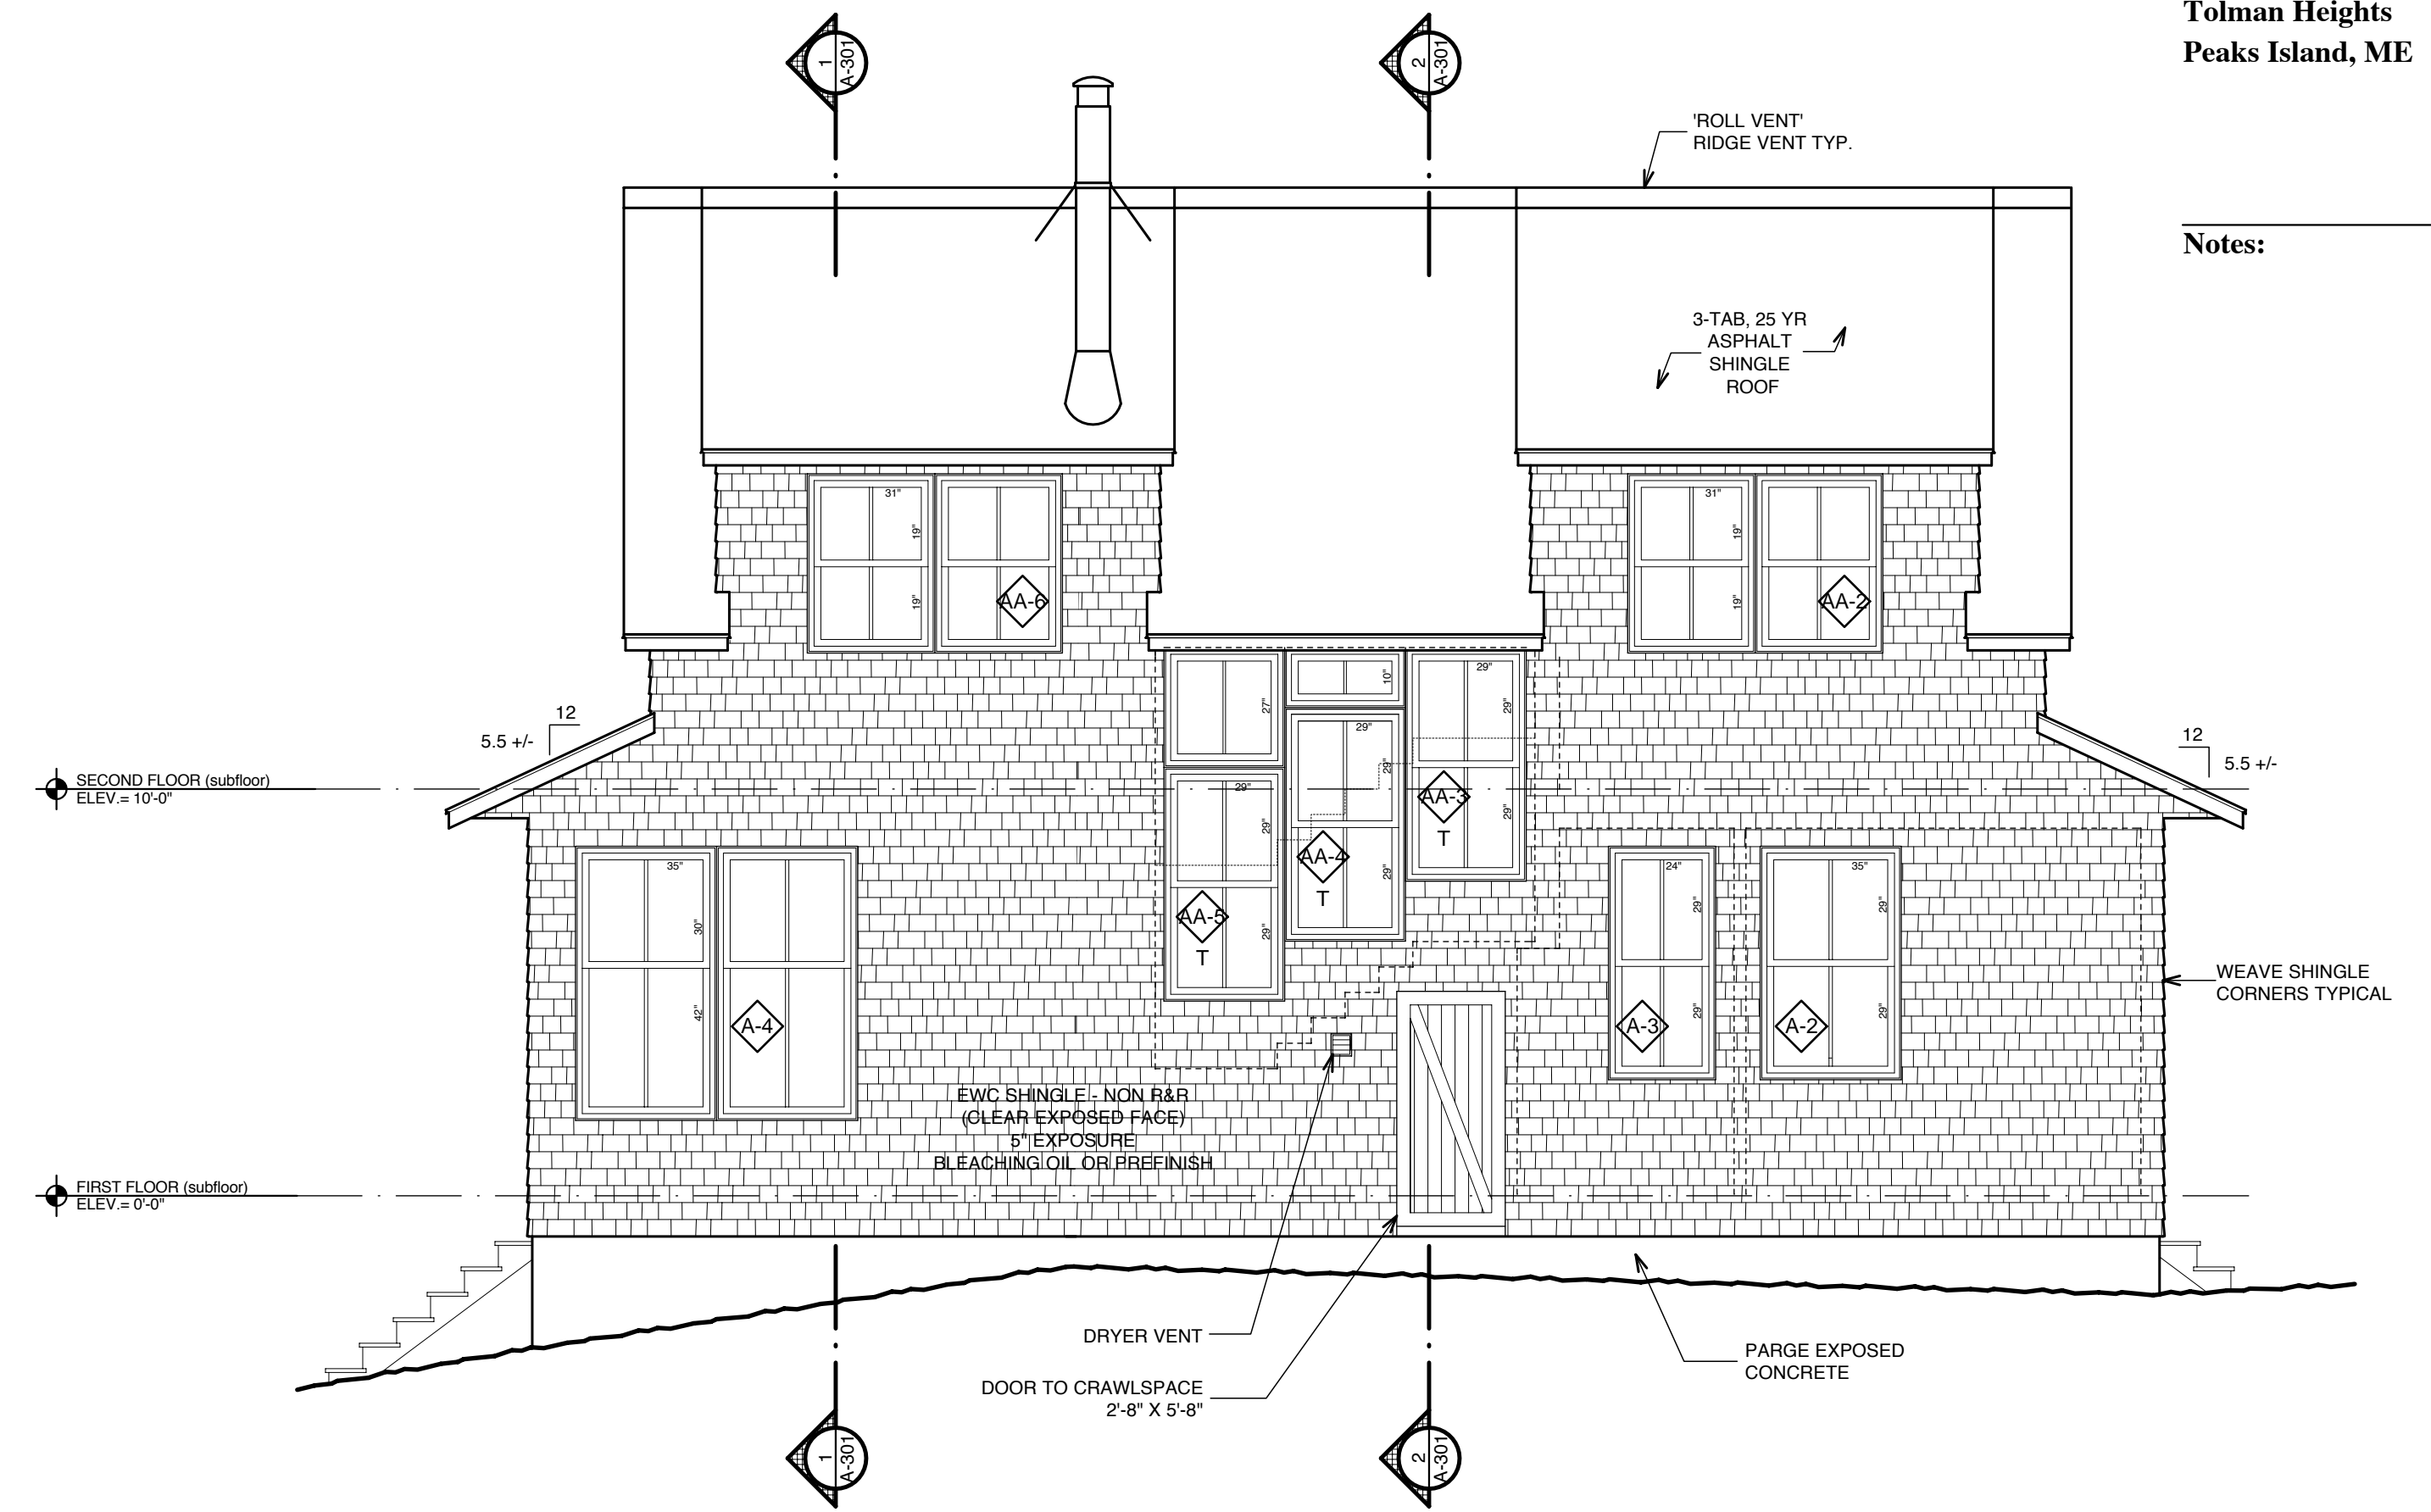 Tolman Heights
Peaks Island, ME
Notes:
1
A-301
2
A-301
'ROLL VENT'
RIDGE VENT TYP.
3-TAB, 25 YR
ASPHALT
SHINGLE
ROOF
31"
19"
19"
AA-6
31"
19"
19"
AA-2
27"
10"
29"
29"
29"
29"
29"
29"
AA-3
T
29"
29"
29"
AA-4
T
AA-5
T
12
5.5 +/-
12
5.5 +/-
SECOND FLOOR (subfloor)
ELEV.= 10'-0"
35"
30"
42"
A-4
24"
29"
29"
A-3
35"
29"
29"
A-2
WEAVE SHINGLE
CORNERS TYPICAL
EWC SHINGLE - NON R&R
(CLEAR EXPOSED FACE)
5" EXPOSURE
BLEACHING OIL OR PREFINISH
FIRST FLOOR (subfloor)
ELEV.= 0'-0"
DRYER VENT
DOOR TO CRAWLSPACE
2'-8" X 5'-8"
PARGE EXPOSED
CONCRETE
1
A-301
2
A-301